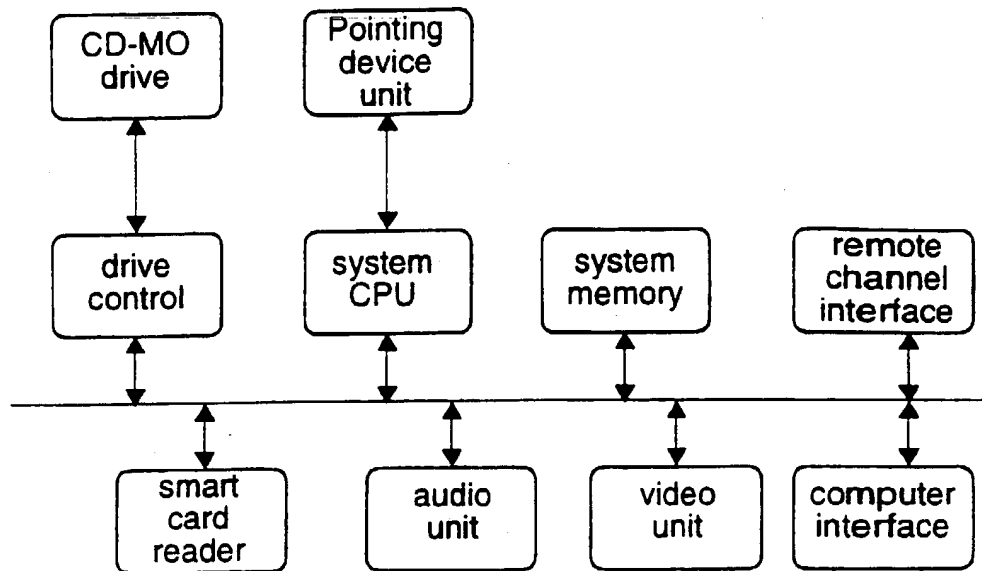 CD-MO
drive
Pointing
device
unit
drive
control
system
CPU
system
memory
remote
channel
interface
smart
card
reader
audio
unit
video
unit
computer
interface